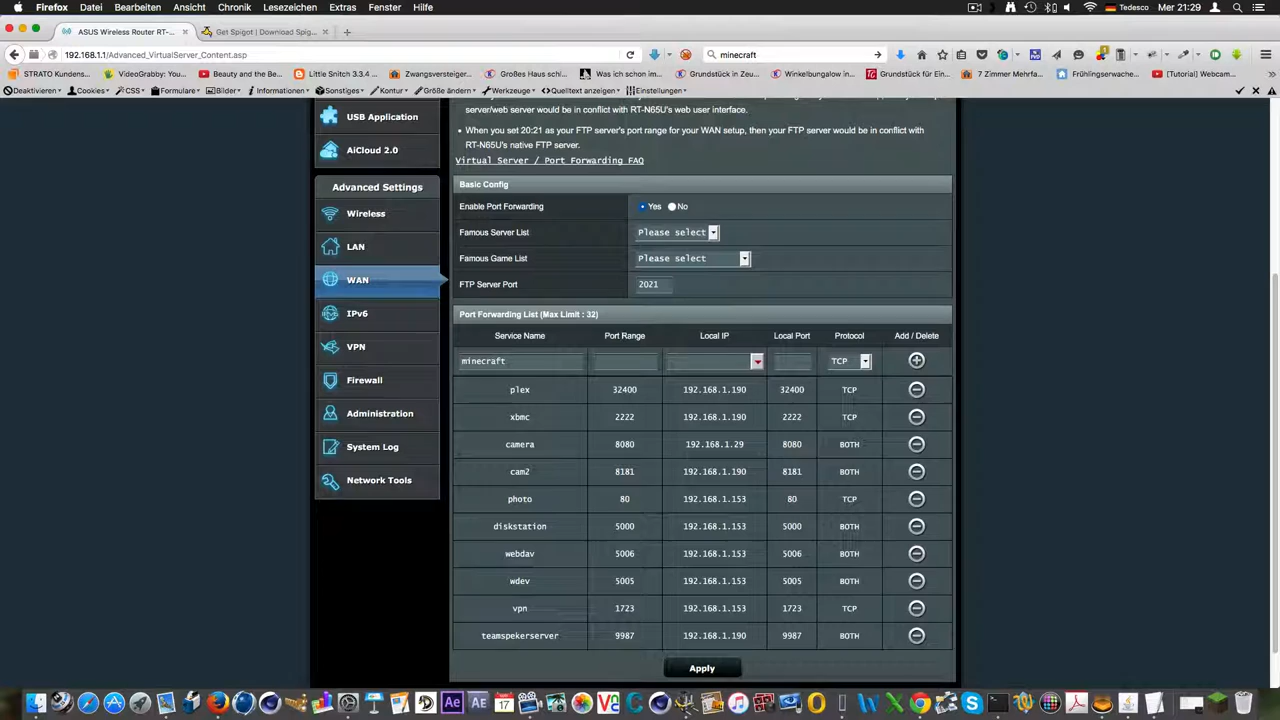 Firefox Datei Bearbeiten Ansicht Chronik Lesezeichen Extras Fenster Hilfe Tedesco Mer 21:29
ASUS Wireless Router RT-... Get Spigot | Download Spig...
192.168.1.1/Advanced_VirtualServer_Content.asp minecraft
STRATO Kundens... VideoGrabby: You... Beauty and the Be... Little Snitch 3.3.4 ... Zwangsversteiger... Großes Haus schl... Was ich schon im... Grundstück in Zeu... Winkelbungalow in... Grundstück für Ein... 7 Zimmer Mehrfa... Frühlingserwache... (Tutorial) Webcam...
Deaktivieren Cookies CSS Formulare Bilder Informationen Kontur Größe ändern Werkzeuge Quelltext anzeigen Einstellungen
server/web server would be in conflict with RT-N65U's web user interface.
USB Application
• When you set 20:21 as your FTP server's port range for your WAN setup, then your FTP server would be in conflict with
RT-N65U's native FTP server.
AiCloud 2.0
Virtual Server / Port Forwarding FAQ
Advanced Settings
Wireless
LAN
WAN
IPv6
VPN
Firewall
Administration
System Log
Network Tools
Basic Config
Enable Port Forwarding Yes No
Famous Server List Please select
Famous Game List Please select
FTP Server Port 2021
Port Forwarding List (Max Limit : 32)
Service Name Port Range Local IP Local Port Protocol Add / Delete
minecraft TCP
plex 32400 192.168.1.190 32400 TCP
xbmc 2222 192.168.1.190 2222 TCP
camera 8080 192.168.1.29 8080 BOTH
cam2 8181 192.168.1.190 8181 BOTH
photo 80 192.168.1.153 80 TCP
diskstation 5000 192.168.1.153 5000 BOTH
webdav 5006 192.168.1.153 5006 BOTH
wdev 5005 192.168.1.153 5005 BOTH
vpn 1723 192.168.1.153 1723 TCP
teamspekerserver 9987 192.168.1.190 9987 BOTH
Apply